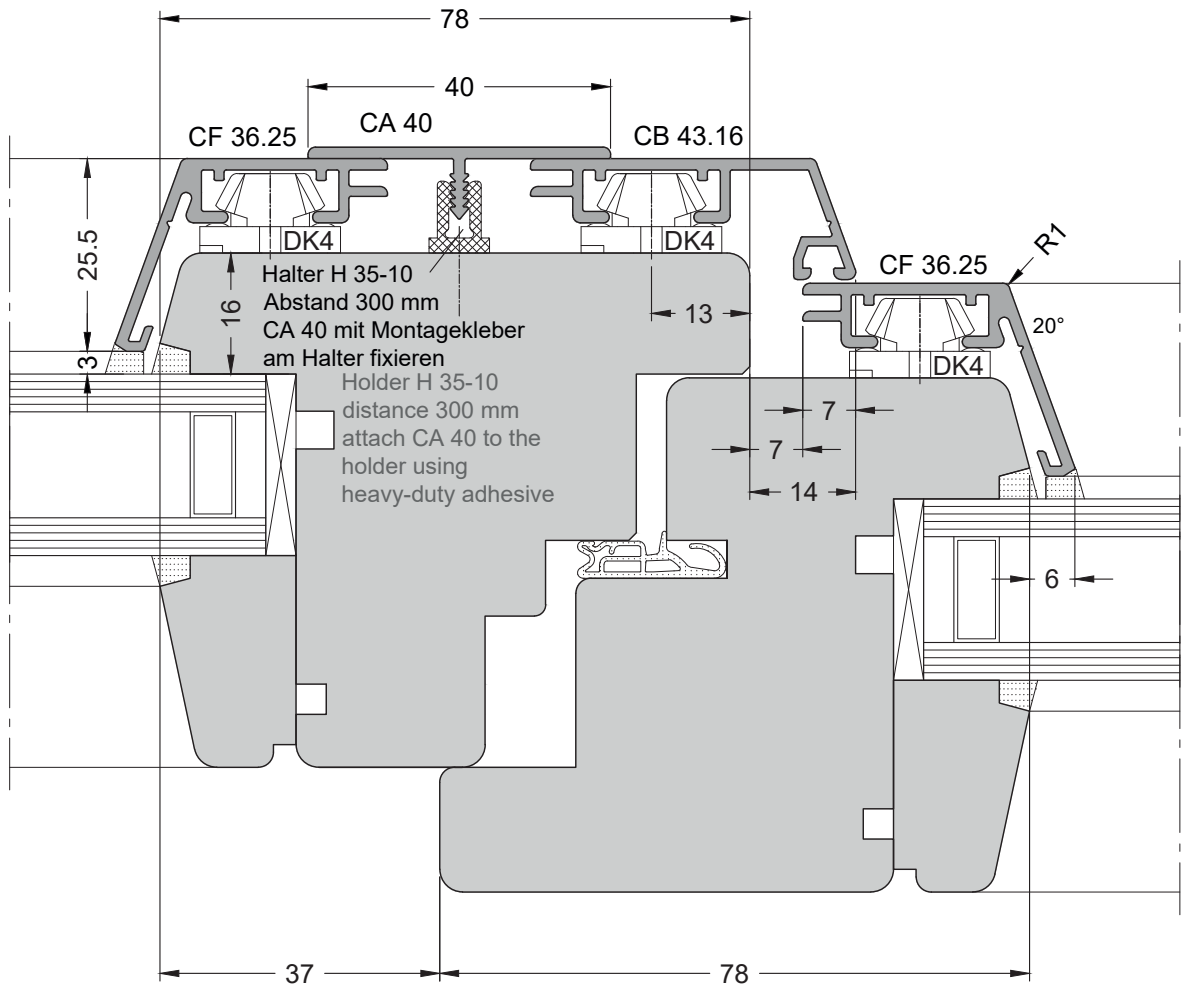 78
40
CA 40
CF 36.25
CB 43.16
25.5
3
16
DK4
DK4
Halter H 35-10
Abstand 300 mm
CA 40 mit Montagekleber
am Halter fixieren
Holder H 35-10
distance 300 mm
attach CA 40 to the
holder using
heavy-duty adhesive
13
CF 36.25
R1
20°
DK4
7
7
14
6
37
78